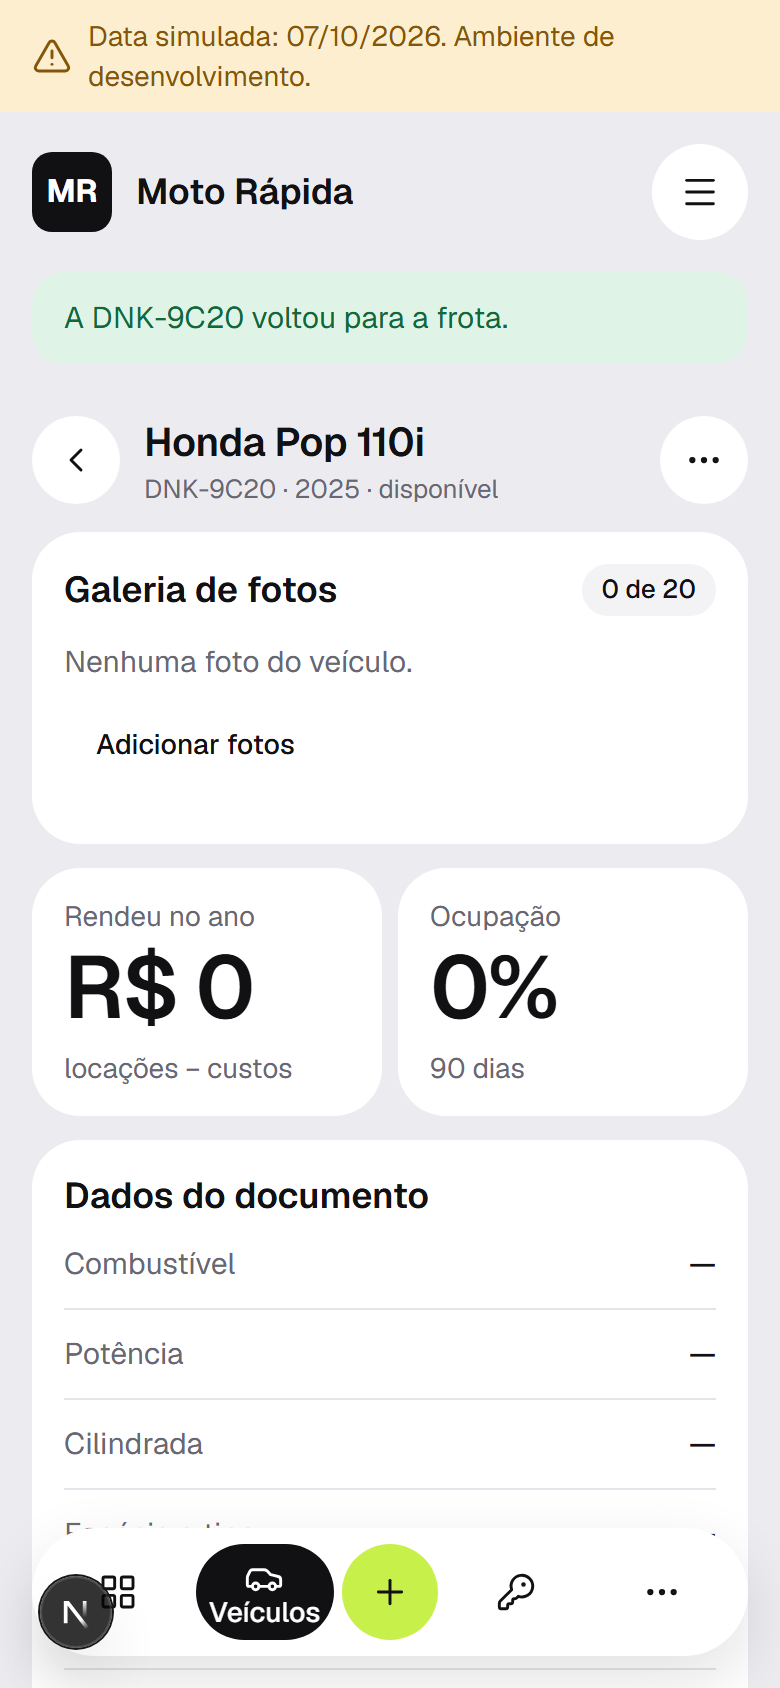 Data simulada: 07/10/2026. Ambiente de
desenvolvimento.
MR
Moto Rápida
A DNK-9C20 voltou para a frota.
Honda Pop 110i
DNK-9C20 · 2025 · disponível
Galeria de fotos
0 de 20
Nenhuma foto do veículo.
Adicionar fotos
Rendeu no ano
R$ 0
locações – custos
Ocupação
0%
90 dias
Dados do documento
Combustível
—
Potência
—
Cilindrada
—
Veículos
N